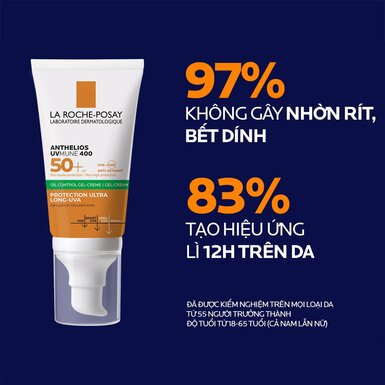 LA ROCHE-POSAY
LABORATOIRE DERMATOLOGIQUE
ANTHELIOS
UVMUNE 400
50+
OIL CONTROL GEL-CREME / GEL-CREAM
PROTECTION ULTRA
LONG-UVA
97%
KHÔNG GÂY NHỜN RÍT,
BẾT DÍNH
83%
TẠO HIỆU ỨNG
LÌ 12H TRÊN DA
ĐÃ ĐƯỢC KIỂM NGHIỆM TRÊN MỌI LOẠI DA
TỪ 55 NGƯỜI TRƯỞNG THÀNH
ĐỘ TUỔI TỪ 18-65 TUỔI (CẢ NAM LẪN NỮ)